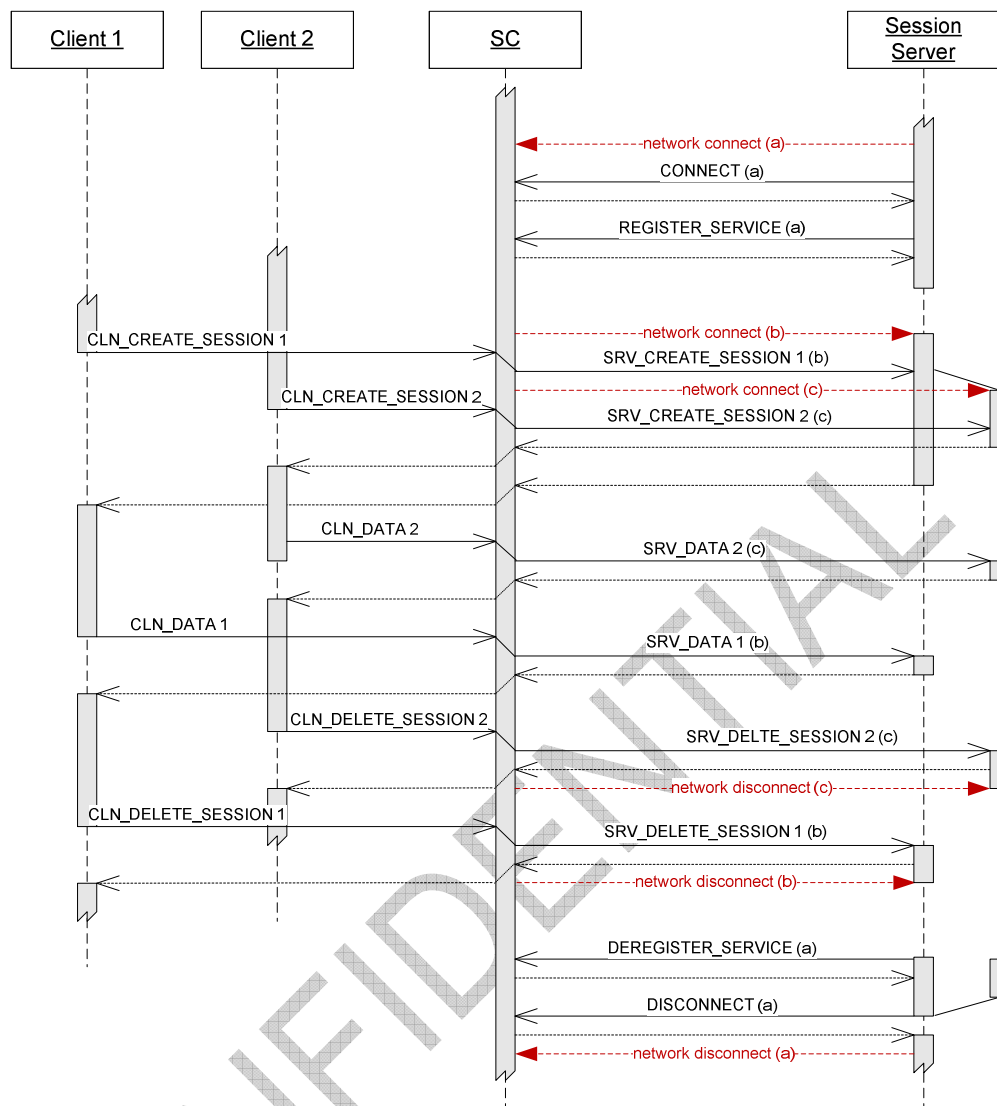 Client 1
Client 2
SC
Session
Server
network connect (a)
CONNECT (a)
REGISTER_SERVICE (a)
network connect (b)
CLN_CREATE_SESSION 1
SRV_CREATE_SESSION 1 (b)
network connect (c)
CLN_CREATE_SESSION 2
SRV_CREATE_SESSION 2 (c)
CLN_DATA 2
SRV_DATA 2 (c)
CLN_DATA 1
SRV_DATA 1 (b)
CLN_DELETE_SESSION 2
SRV_DELTE_SESSION 2 (c)
network disconnect (c)
CLN_DELETE_SESSION 1
SRV_DELETE_SESSION 1 (b)
network disconnect (b)
DEREGISTER_SERVICE (a)
DISCONNECT (a)
network disconnect (a)
FIDENTIAL